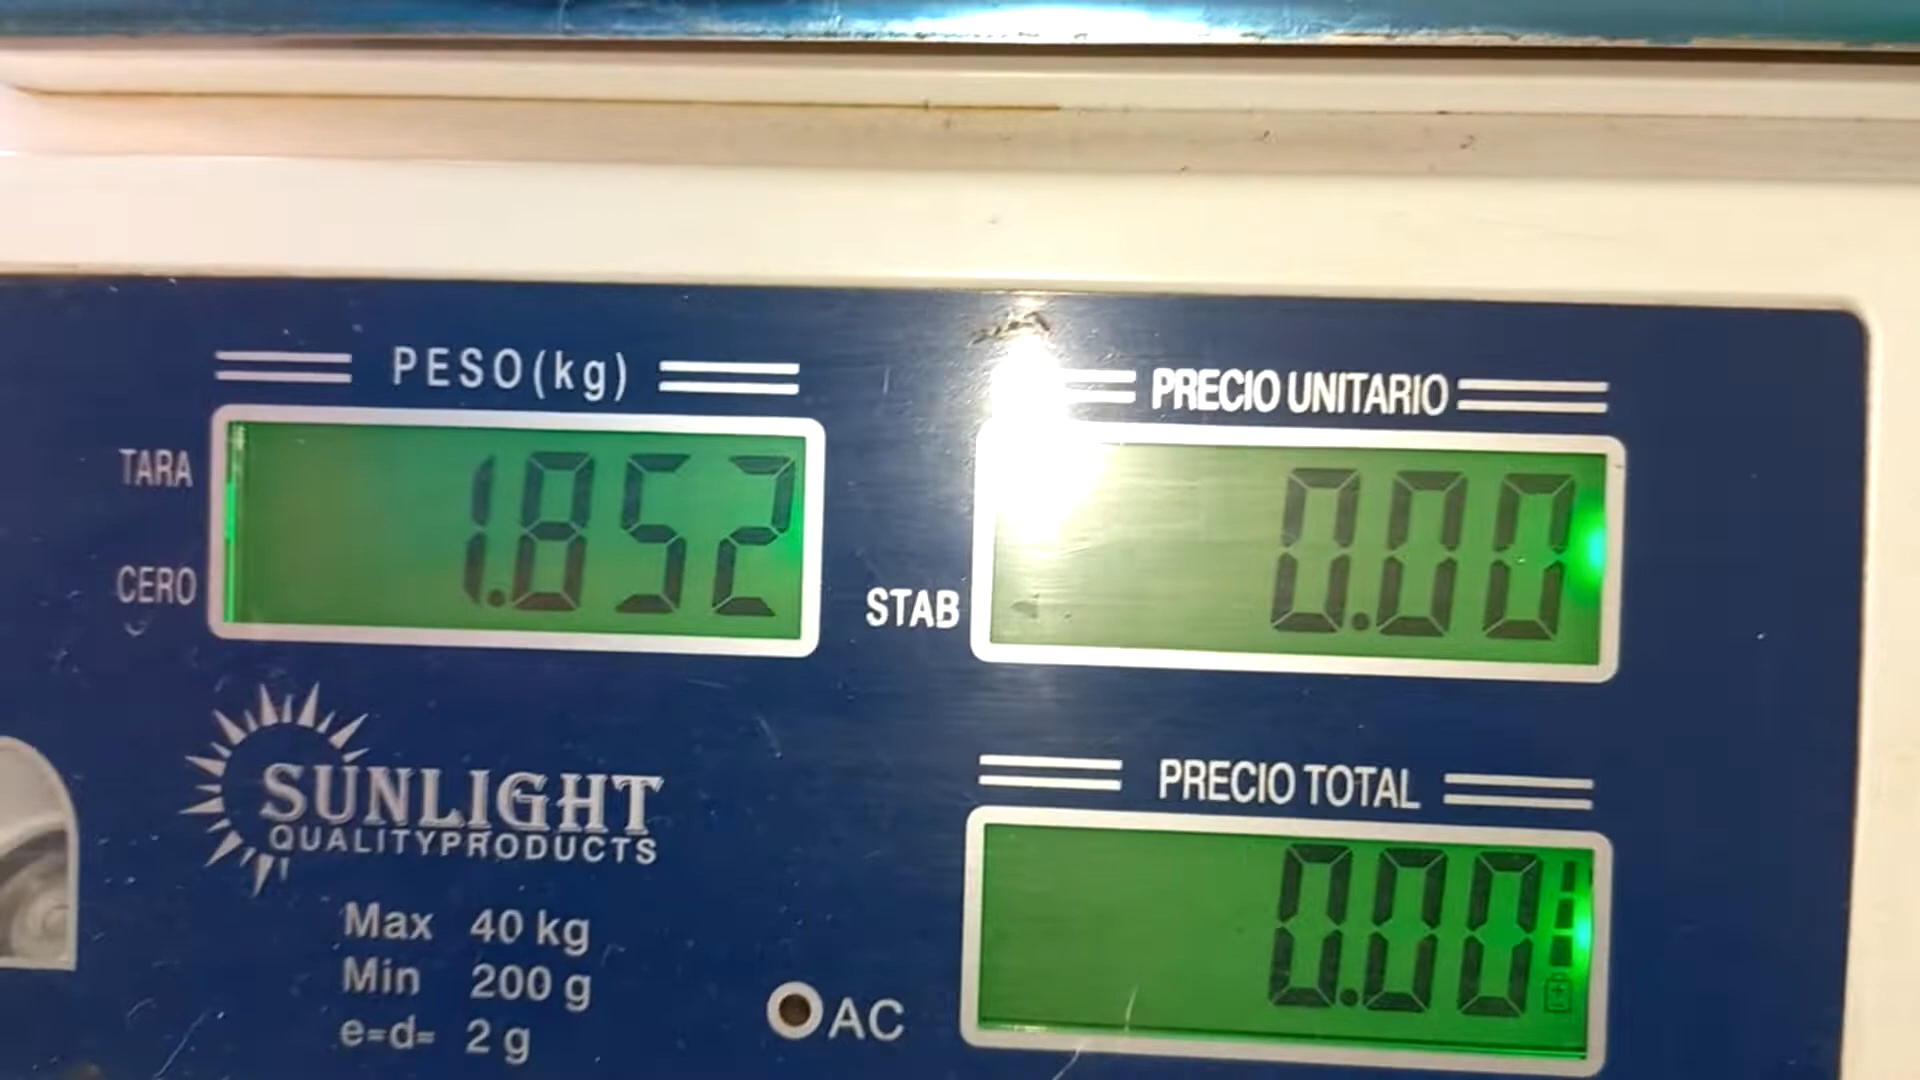 PESO(kg)
PRECIO UNITARIO
TARA
1.852
0.00
CERO
STAB
SUNLIGHT
QUALITYPRODUCTS
PRECIO TOTAL
0.00
Max 40 kg
Min 200 g
e=d= 2 g
AC